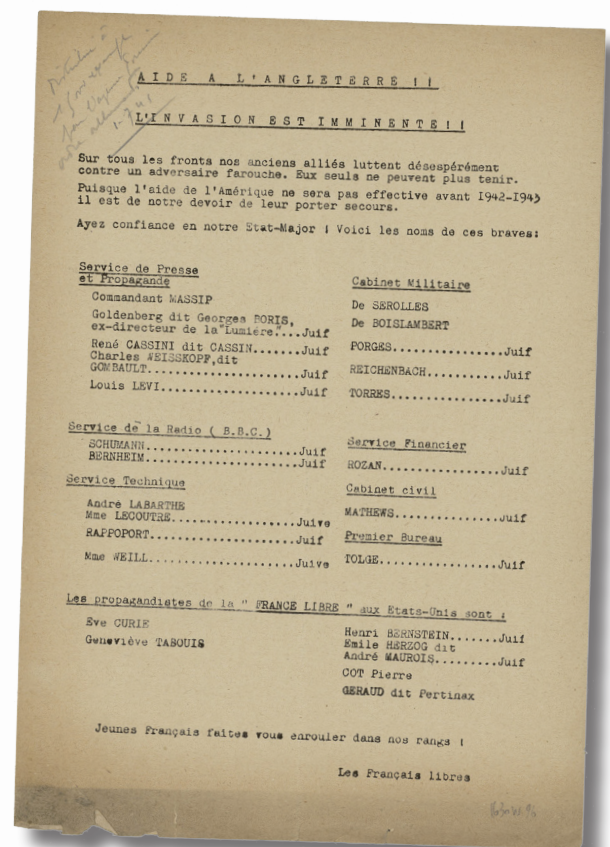 AIDE A L'ANGLETERRE !!
L'INVASION EST IMMINENTE!!
Sur tous les fronts nos anciens alliés luttent désespérément
contre un adversaire farouche. Eux seuls ne peuvent plus tenir.
Puisque l'aide de l'Amérique ne sera pas effective avant I942-I943
il est de notre devoir de leur porter secours.
Ayez confiance en notre Etat-Major ! Voici les noms de ces braves:
Service de Presse
et Propagande
Commandant MASSIP
Goldenberg dit Georges BORIS,
ex-directeur de la"Lumière"....Juif
René CASSINI dit CASSIN.......Juif
Charles WEISSKOPF,dit
GOMBAULT......................Juif
Louis LEVI....................Juif
Cabinet Militaire
De SEROLLES
De BOISLAMBERT
PORGES................Juif
REICHENBACH...........Juif
TORRES................Juif
Service de la Radio ( B.B.C.)
SCHUMANN......................Juif
BERNHEIM......................Juif
Service Technique
André LABARTHE
Mme LECOUTRE..................Juive
RAPPOPORT.....................Juif
Mme WEILL.....................Juive
Service Financier
ROZAN.................Juif
Cabinet civil
MATHEWS...............Juif
Premier Bureau
TOLGE.................Juif
Les propagandistes de la " FRANCE LIBRE " aux Etats-Unis sont :
Eve CURIE
Geneviève TABOUIS
Henri BERNSTEIN.......Juif
Emile HERZOG dit
André MAUROIS.........Juif
COT Pierre
GERAUD dit Pertinax
Jeunes Français faites vous enrouler dans nos rangs !
Les Français libres